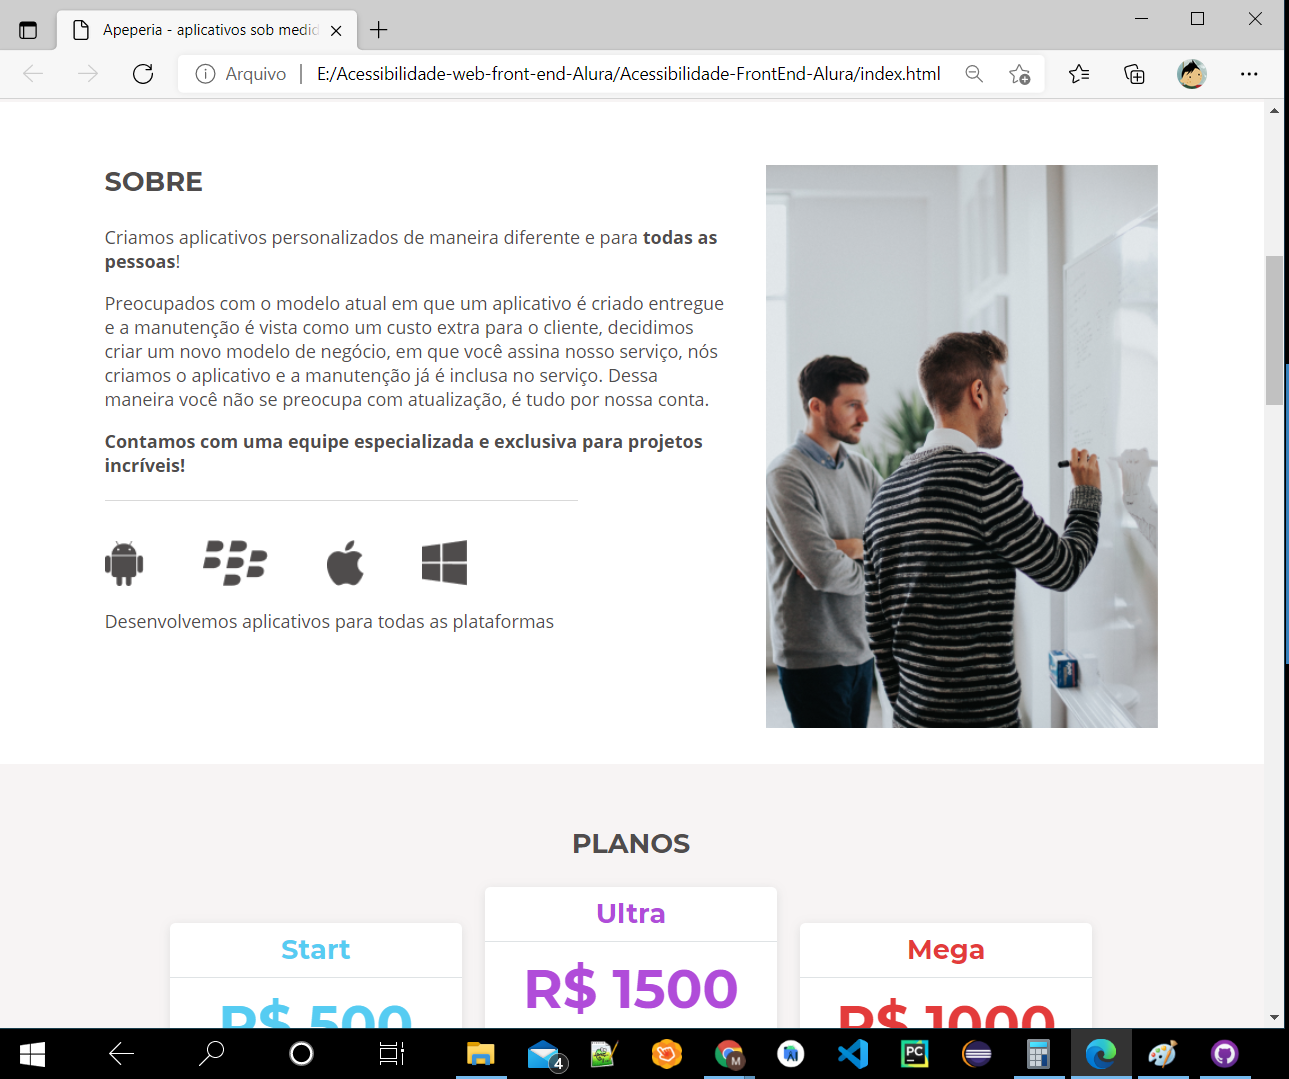 Apeperia - aplicativos sob medic
Arquivo
E:/Acessibilidade-web-front-end-Alura/Acessibilidade-FrontEnd-Alura/index.html
SOBRE
Criamos aplicativos personalizados de maneira diferente e para todas as
pessoas!
Preocupados com o modelo atual em que um aplicativo é criado entregue
e a manutenção é vista como um custo extra para o cliente, decidimos
criar um novo modelo de negócio, em que você assina nosso serviço, nós
criamos o aplicativo e a manutenção já é inclusa no serviço. Dessa
maneira você não se preocupa com atualização, é tudo por nossa conta.
Contamos com uma equipe especializada e exclusiva para projetos
incríveis!
Desenvolvemos aplicativos para todas as plataformas
PLANOS
Start
R$ 500
Ultra
R$ 1500
Mega
R$ 1000
4
M
PC